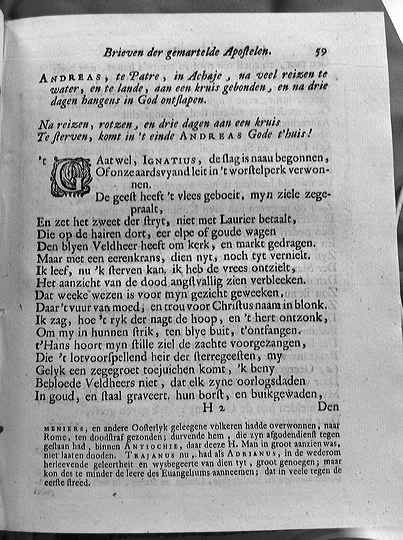 Brieven der gemartelde Apostelen. 59
ANDREAS, te Patre, in Achaje, na veel reizen te
water, en te lande, aan een kruis gebonden, en na drie
dagen hangens in God ontslapen.
Na reizen, rotzen, en drie dagen aan een kruis
Te sterven, komt in 't einde ANDREAS Gode t'huis!
't Gaat wel, IGNATIUS, de slag is naau begonnen,
Of onze aardsvyand leit in 't worstelperk verwon-
nen.
De geest heeft 't vlees geboeit, myn ziele zege-
praalt,
En zet het zweet der stryt, niet met Laurier betaalt,
Die op de hairen dort, eer elpe of goude wagen
Den blyen Veldheer heeft om kerk, en markt gedragen.
Maar met een eerenkrans, dien nyt, noch tyt vernielt.
Ik leef, nu 'k sterven kan, ik heb de vrees ontzielt,
Het aanzicht van de dood angstvallig zien verbleeken.
Dat weeke wezen is voor myn gezicht geweeken,
Daar 't vuur van moed, en trou voor Christus naam in blonk.
Ik zag, hoe 't ryk der nagt de hoop, en 't hert ontzonk,
Om my in hunnen strik, ten blye buit, t'ontfangen.
t'Hans hoort myn stille ziel de zachte voorgezangen,
Die 't lotvoorspellend heir der sterregeesten, my
Gelyk een zegegroet toejuichen komt, 'k beny
Bebloede Veldheers niet, dat elk zyne oorlogsdaden
In goud, en staal graveert, hun borst, en buikgewaden,
H 2 Den
MENIERS, en andere Oosterlyk geleegene volkeren hadde overwonnen, naar
Rome, ten doodstraf gezonden; durvende hem, die zyn afgodendienst tegen
gestaan had, binnen ANTIOCHIE, daar deeze H. Man in groot aanzien was,
niet laaten dooden. TRAJANUS nu, had als ADRIANUS, in de wederom
herleevende geleertheit en wysbegeerte van dien tyt, groot genoegen; maar
kon des te minder de leere des Euangeliums aanneemen; dat in veele tegen de
eerste streed.